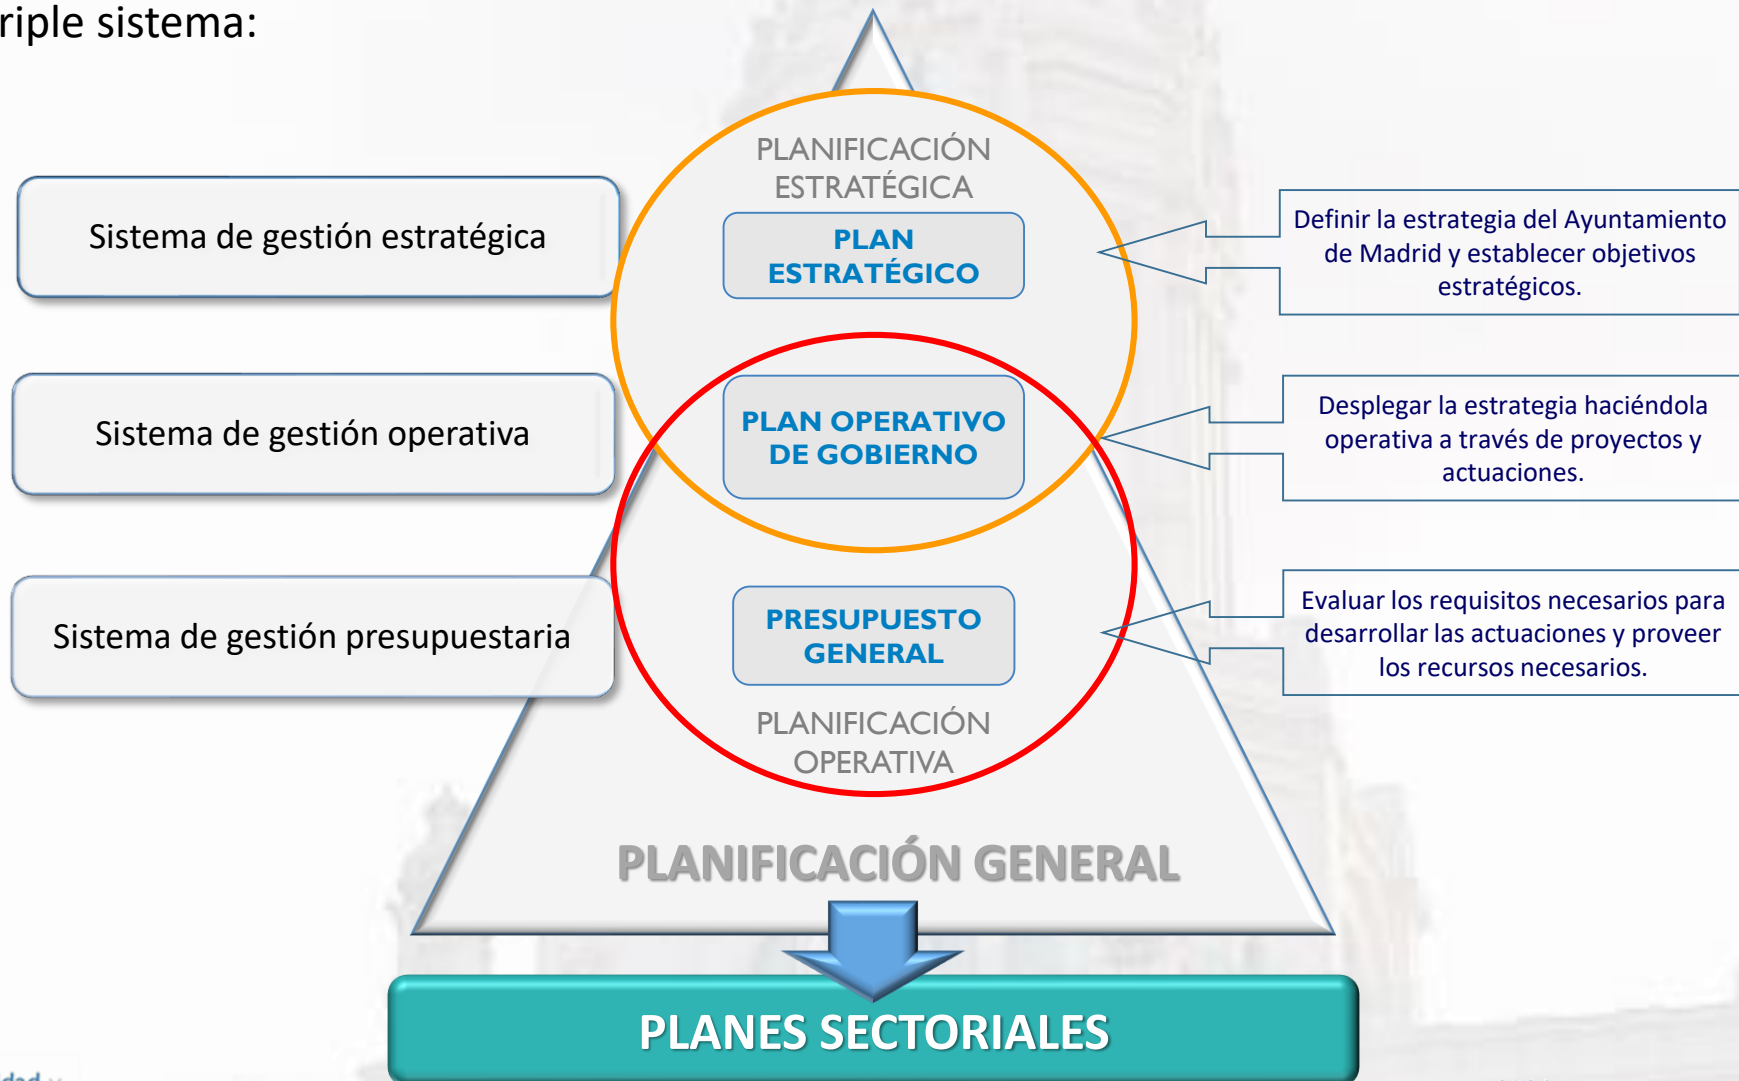 riple sistema:
PLANIFICACIÓN
ESTRATÉGICA
Sistema de gestión estratégica
PLAN
ESTRATÉGICO
Definir la estrategia del Ayuntamiento
de Madrid y establecer objetivos
estratégicos.
Sistema de gestión operativa
PLAN OPERATIVO
DE GOBIERNO
Desplegar la estrategia haciéndola
operativa a través de proyectos y
actuaciones.
Sistema de gestión presupuestaria
PRESUPUESTO
GENERAL
Evaluar los requisitos necesarios para
desarrollar las actuaciones y proveer
los recursos necesarios.
PLANIFICACIÓN
OPERATIVA
PLANIFICACIÓN GENERAL
PLANES SECTORIALES